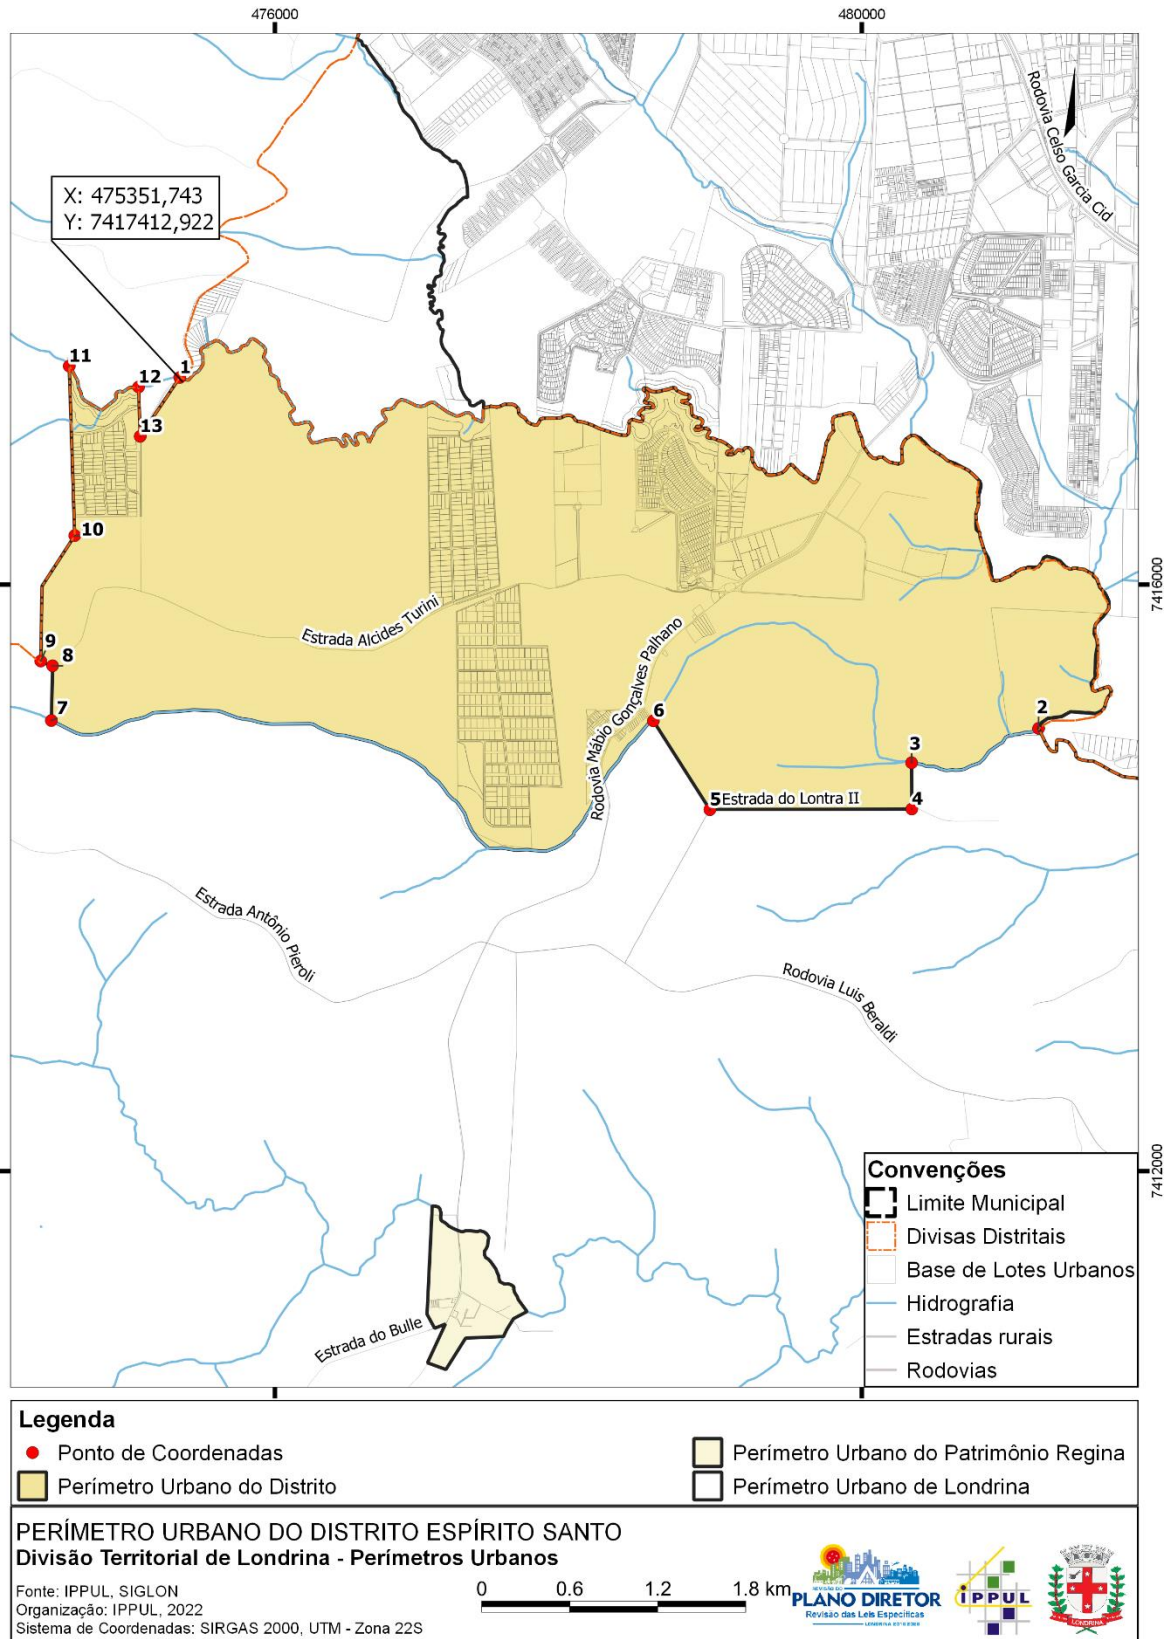 476000
480000
Rodovia Celso Garcia Cid
X: 475351,743
Y: 7417412,922
11
12
1
13
10
7416000
Estrada Alcides Turini
Rodovia Mábio Gonçalves Palhano
9
8
7
6
2
3
5
Estrada do Lontra II
4
Estrada Antônio Pieroli
Rodovia Luis Beraldi
7412000
Estrada do Bulle
Convenções
Limite Municipal
Divisas Distritais
Base de Lotes Urbanos
Hidrografia
Estradas rurais
Rodovias
Legenda
Ponto de Coordenadas
Perímetro Urbano do Distrito
Perímetro Urbano do Patrimônio Regina
Perímetro Urbano de Londrina
PERÍMETRO URBANO DO DISTRITO ESPÍRITO SANTO
Divisão Territorial de Londrina - Perímetros Urbanos
Fonte: IPPUL, SIGLON
Organização: IPPUL, 2022
Sistema de Coordenadas: SIRGAS 2000, UTM - Zona 22S
0 0.6 1.2 1.8 km
REVISÃO DO
PLANO DIRETOR
Revisão das Leis Específicas
IPPUL
LONDRINA